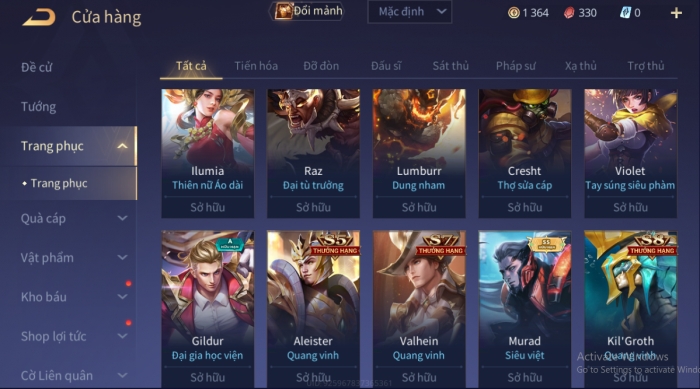 Cửa hàng
Đổi mảnh
Mặc định
1 364
330
0
+
Đề cử
Tướng
Trang phục
Trang phục
Quà cáp
Vật phẩm
Kho báu
Shop lợi tức
Cờ Liên quân
Tất cả
Tiến hóa
Đỡ đòn
Đấu sĩ
Sát thủ
Pháp sư
Xạ thủ
Trợ thủ
Ilumia
Thiên nữ Áo dài
Sở hữu
Raz
Đại tù trưởng
Sở hữu
Lumburr
Dung nham
Sở hữu
Cresht
Thợ sửa cáp
Sở hữu
Violet
Tay súng siêu phàm
Sở hữu
Gildur
Đại gia học viện
Sở hữu
S5
THƯỞNG HẠNG
Aleister
Quang vinh
Sở hữu
S7
THƯỞNG HẠNG
Valhein
Quang vinh
Sở hữu
Murad
Siêu việt
Sở hữu
S8
THƯỞNG HẠNG
Kil'Groth
Quang vinh
Sở hữu
Activate Windows
Go to Settings to activate Wind